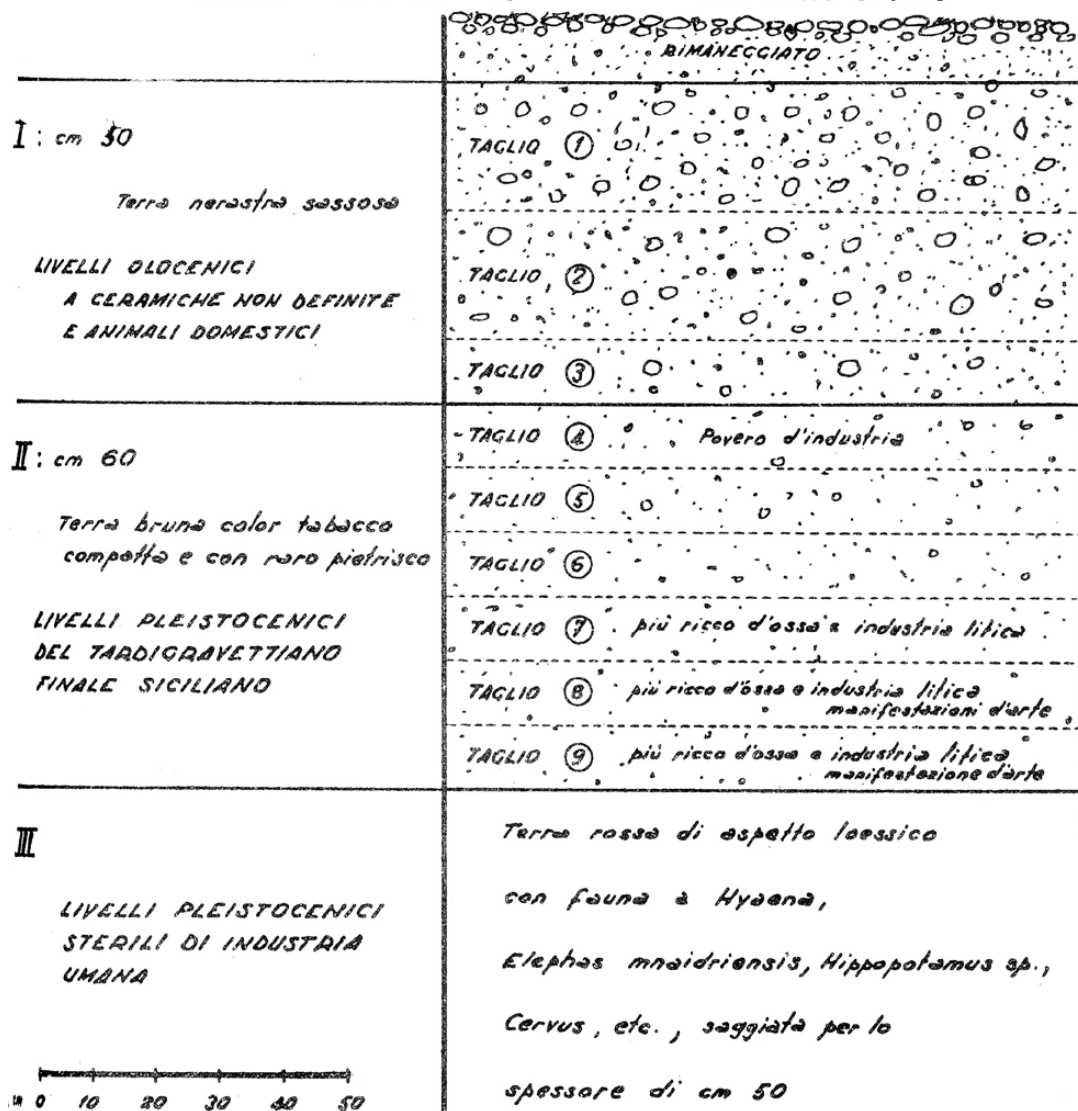 RIMANEGGIATO
I : cm 50
Terra nerastra sassosa
LIVELLI OLOCENICI
A CERAMICHE NON DEFINITE
E ANIMALI DOMESTICI
TAGLIO 1
TAGLIO 2
TAGLIO 3
II : cm 60
Terra bruna color tabacco
compatta e con raro pietrisco
LIVELLI PLEISTOCENICI
DEL TARDIGRAVETTIANO
FINALE SICILIANO
TAGLIO 4 Povero d'industria
TAGLIO 5
TAGLIO 6
TAGLIO 7 più ricco d'ossa e industria litica
TAGLIO 8 più ricco d'ossa e industria litica
manifestazioni d'arte
TAGLIO 9 più ricco d'ossa e industria litica
manifestazione d'arte
III
LIVELLI PLEISTOCENICI
STERILI DI INDUSTRIA
UMANA
Terra rossa di aspetto loessico
con fauna a Hyaena,
Elephas mnaidriensis, Hippopotamus sp.,
Cervus, etc., saggiata per lo
spessore di cm 50
0 10 20 30 40 50